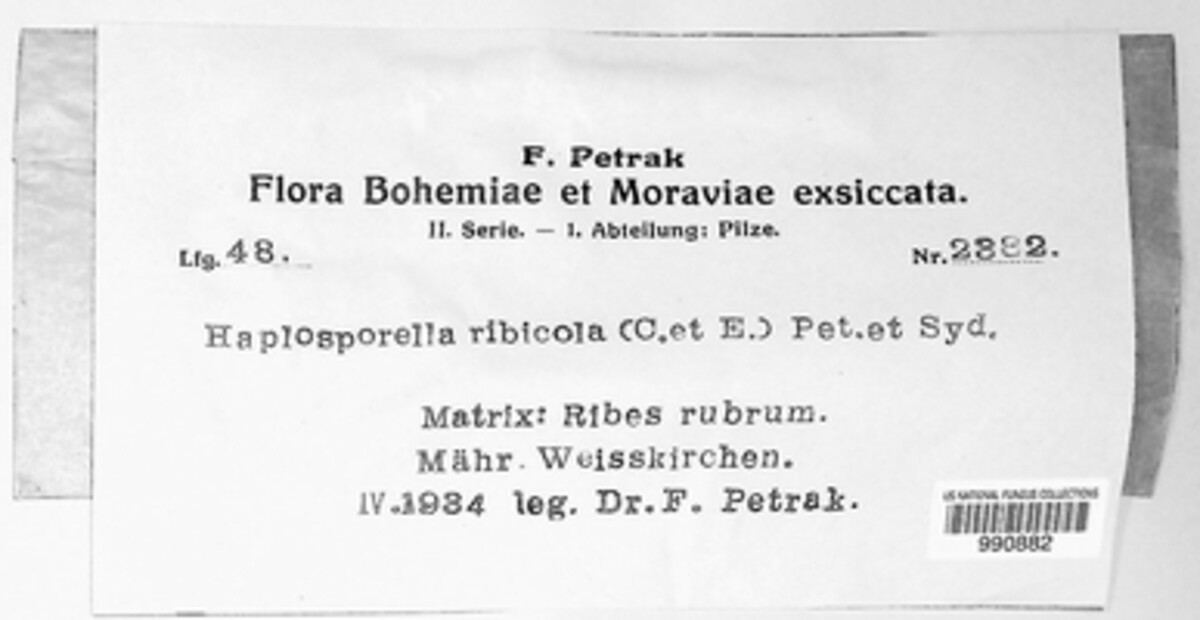 F. Petrak
Flora Bohemiae et Moraviae exsiccata.
II. Serie. — 1. Abteilung: Pilze.
Lfg. 48.
Nr. 2382.
Haplosporella ribicola (C.et E.) Pet.et Syd.
Matrix: Ribes rubrum.
Mähr. Weisskirchen.
IV.1934 leg. Dr.F. Petrak.
US NATIONAL FUNGUS COLLECTIONS
990882